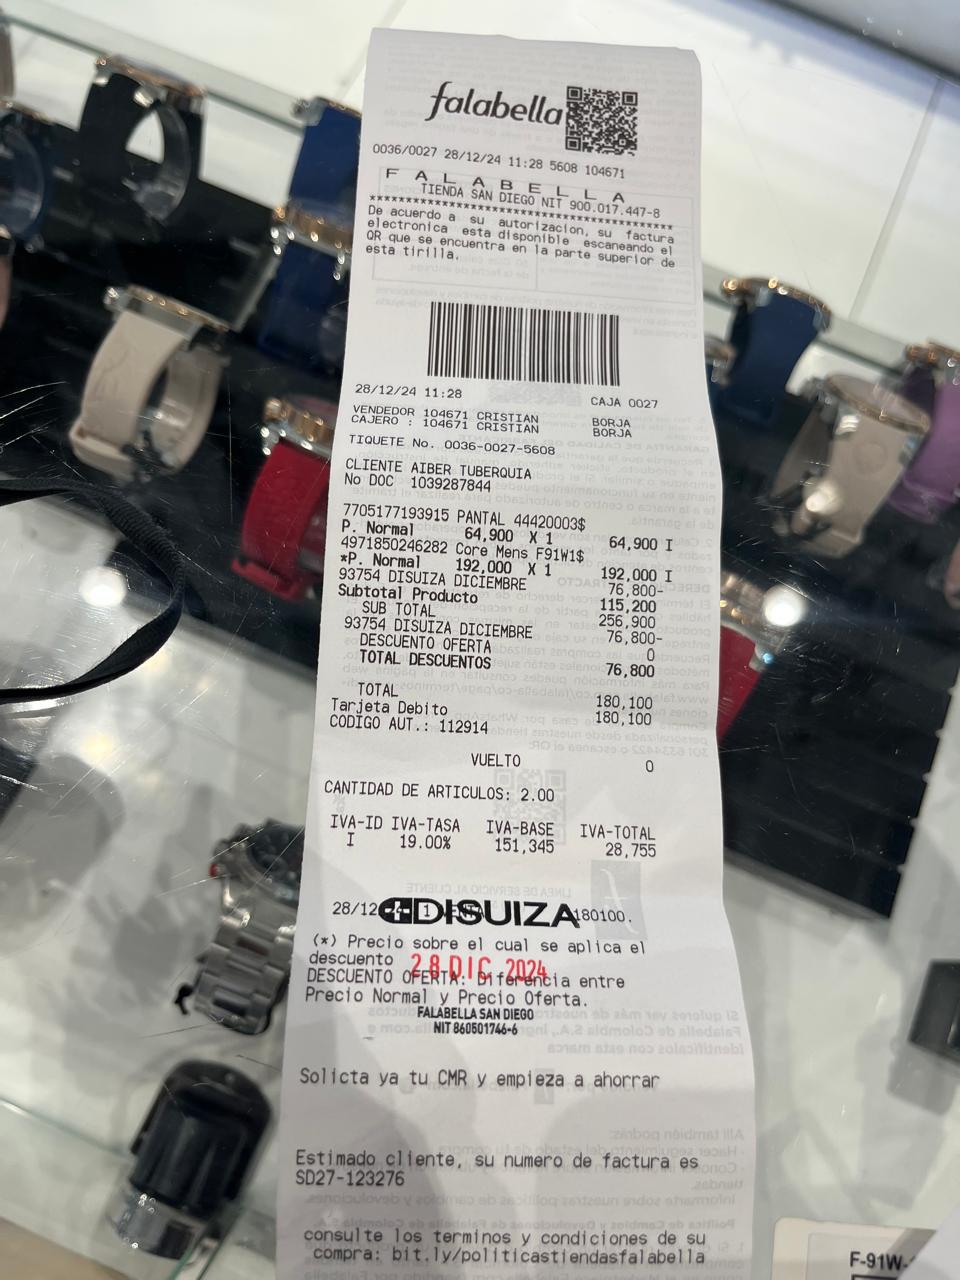 falabella
0036/0027 28/12/24 11:28 5608 104671
F A L A B E L L A
TIENDA SAN DIEGO NIT 900.017.447-8
****************************************
De acuerdo a su autorizacion, su factura
electronica esta disponible escaneando el
QR que se encuentra en la parte superior de
esta tirilla.
28/12/24 11:28 CAJA 0027
VENDEDOR 104671 CRISTIAN BORJA
CAJERO : 104671 CRISTIAN BORJA
TIQUETE No. 0036-0027-5608
CLIENTE AIBER TUBERQUIA
No DOC 1039287844
7705177193915 PANTAL 44420003$
P. Normal 64,900 X 1 64,900 I
4971850246282 Core Mens F91W1$
*P. Normal 192,000 X 1 192,000 I
93754 DISUIZA DICIEMBRE 76,800-
Subtotal Producto 115,200
SUB TOTAL 256,900
93754 DISUIZA DICIEMBRE 76,800-
DESCUENTO OFERTA 0
TOTAL DESCUENTOS 76,800
TOTAL 180,100
Tarjeta Debito 180,100
CODIGO AUT.: 112914
VUELTO 0
CANTIDAD DE ARTICULOS: 2.00
IVA-ID IVA-TASA IVA-BASE IVA-TOTAL
I 19.00% 151,345 28,755
28/12 DISUIZA 180100.
(*) Precio sobre el cual se aplica el
descuento 28 DIC 2024
DESCUENTO OFERTA: Diferencia entre
Precio Normal y Precio Oferta.
FALABELLA SAN DIEGO
NIT 860501746-6
Solicta ya tu CMR y empieza a ahorrar
Estimado cliente, su numero de factura es
SD27-123276
consulte los terminos y condiciones de su
compra: bit.ly/politicastiendasfalabella
F-91W-